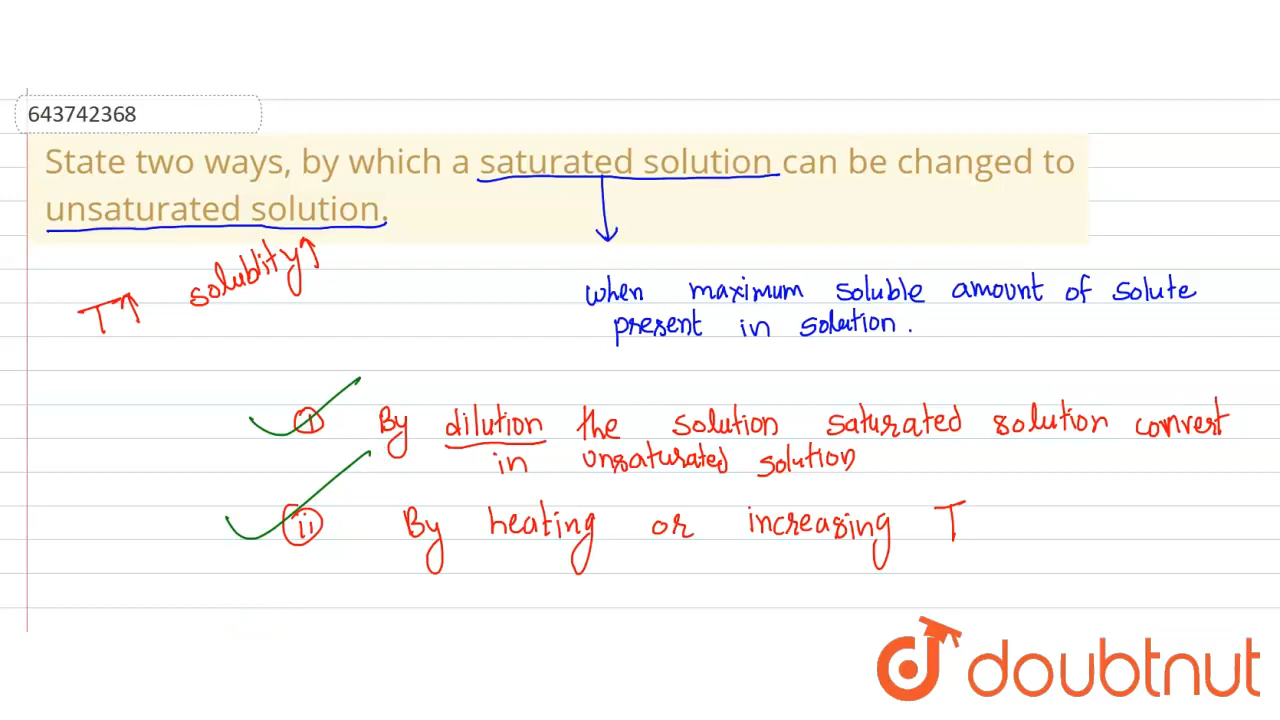 643742368
State two ways, by which a saturated solution can be changed to
unsaturated solution.
T↑ solublity↑
when maximum soluble amount of solute
present in solution.
i By dilution the solution saturated solution convert
in unsaturated solution
ii By heating or increasing T
doubtnut